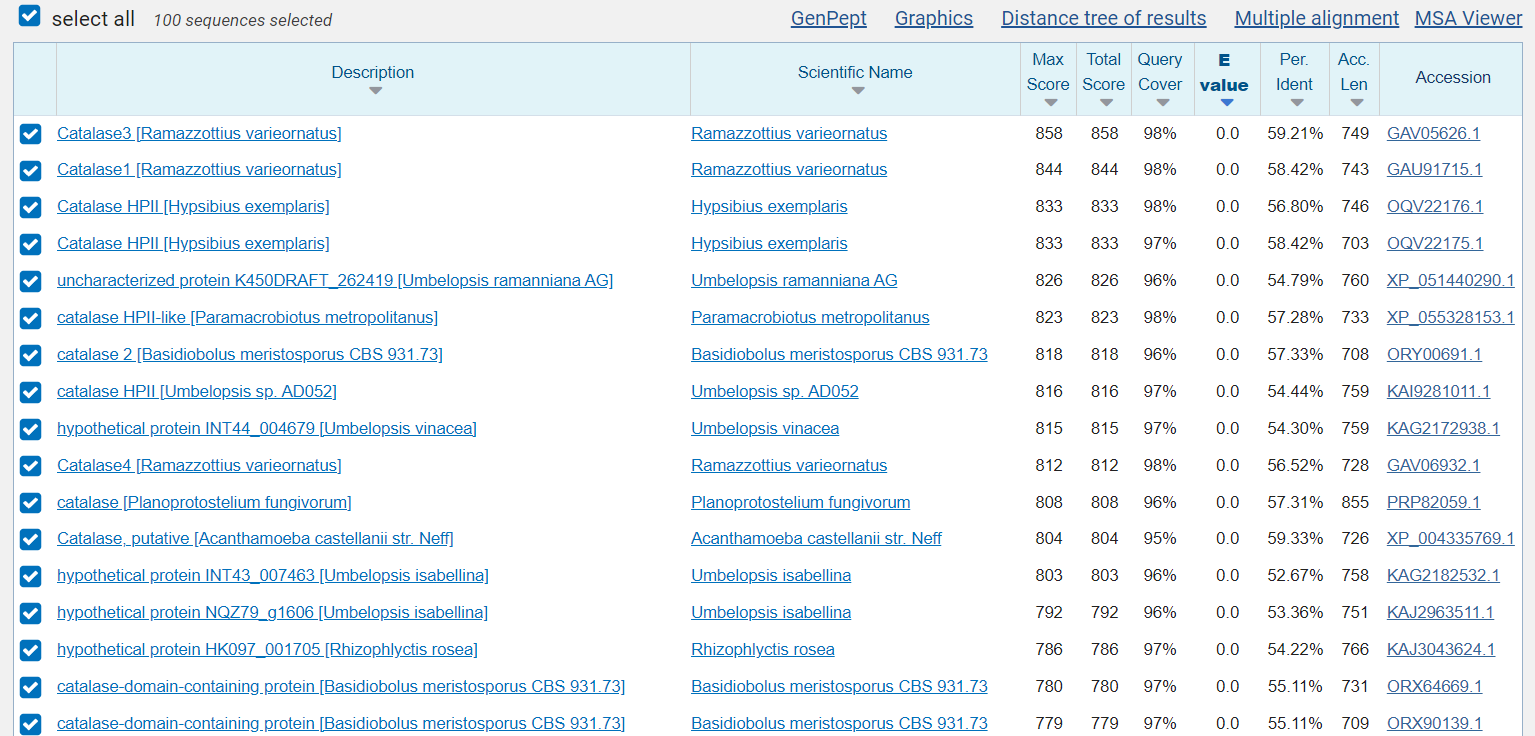 select all 100 sequences selected GenPept Graphics Distance tree of results Multiple alignment MSA Viewer
Description Scientific Name Max Score Total Score Query Cover E value Per. Ident Acc. Len Accession
Catalase3 [Ramazzottius varieornatus] Ramazzottius varieornatus 858 858 98% 0.0 59.21% 749 GAV05626.1
Catalase1 [Ramazzottius varieornatus] Ramazzottius varieornatus 844 844 98% 0.0 58.42% 743 GAU91715.1
Catalase HPII [Hypsibius exemplaris] Hypsibius exemplaris 833 833 98% 0.0 56.80% 746 OQV22176.1
Catalase HPII [Hypsibius exemplaris] Hypsibius exemplaris 833 833 97% 0.0 58.42% 703 OQV22175.1
uncharacterized protein K450DRAFT_262419 [Umbelopsis ramanniana AG] Umbelopsis ramanniana AG 826 826 96% 0.0 54.79% 760 XP_051440290.1
catalase HPII-like [Paramacrobiotus metropolitanus] Paramacrobiotus metropolitanus 823 823 98% 0.0 57.28% 733 XP_055328153.1
catalase 2 [Basidiobolus meristosporus CBS 931.73] Basidiobolus meristosporus CBS 931.73 818 818 96% 0.0 57.33% 708 ORY00691.1
catalase HPII [Umbelopsis sp. AD052] Umbelopsis sp. AD052 816 816 97% 0.0 54.44% 759 KAI9281011.1
hypothetical protein INT44_004679 [Umbelopsis vinacea] Umbelopsis vinacea 815 815 97% 0.0 54.30% 759 KAG2172938.1
Catalase4 [Ramazzottius varieornatus] Ramazzottius varieornatus 812 812 98% 0.0 56.52% 728 GAV06932.1
catalase [Planoprotostelium fungivorum] Planoprotostelium fungivorum 808 808 96% 0.0 57.31% 855 PRP82059.1
Catalase, putative [Acanthamoeba castellanii str. Neff] Acanthamoeba castellanii str. Neff 804 804 95% 0.0 59.33% 726 XP_004335769.1
hypothetical protein INT43_007463 [Umbelopsis isabellina] Umbelopsis isabellina 803 803 96% 0.0 52.67% 758 KAG2182532.1
hypothetical protein NQZ79_g1606 [Umbelopsis isabellina] Umbelopsis isabellina 792 792 96% 0.0 53.36% 751 KAJ2963511.1
hypothetical protein HK097_001705 [Rhizophlyctis rosea] Rhizophlyctis rosea 786 786 97% 0.0 54.22% 766 KAJ3043624.1
catalase-domain-containing protein [Basidiobolus meristosporus CBS 931.73] Basidiobolus meristosporus CBS 931.73 780 780 97% 0.0 55.11% 731 ORX64669.1
catalase-domain-containing protein [Basidiobolus meristosporus CBS 931.73] Basidiobolus meristosporus CBS 931.73 779 779 97% 0.0 55.11% 709 ORX90139.1